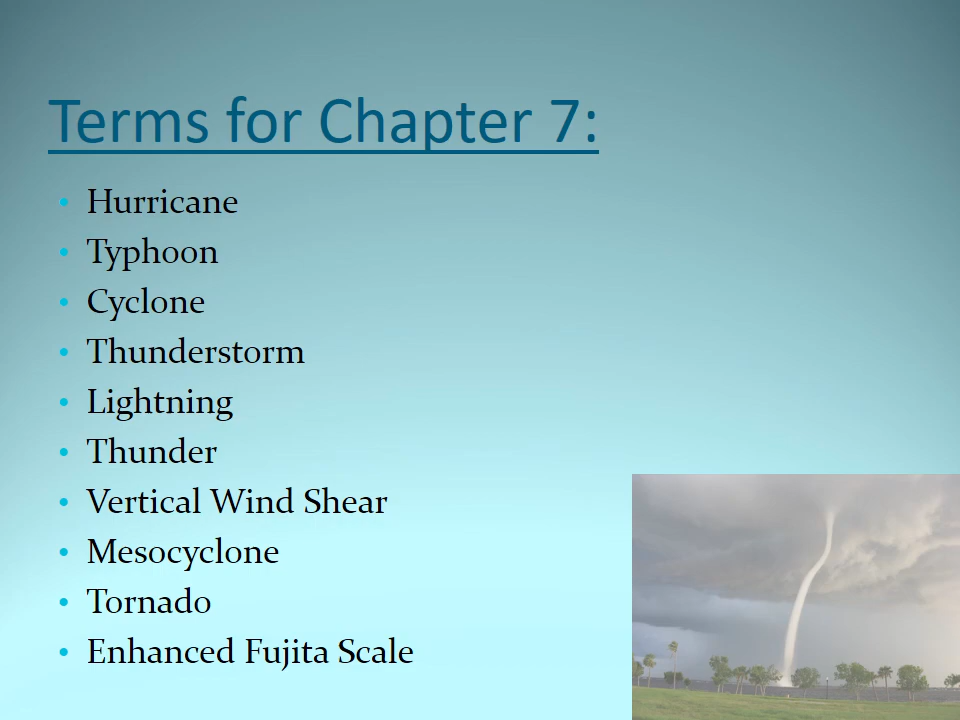 Terms for Chapter 7:
• Hurricane
• Typhoon
• Cyclone
• Thunderstorm
• Lightning
• Thunder
• Vertical Wind Shear
• Mesocyclone
• Tornado
• Enhanced Fujita Scale